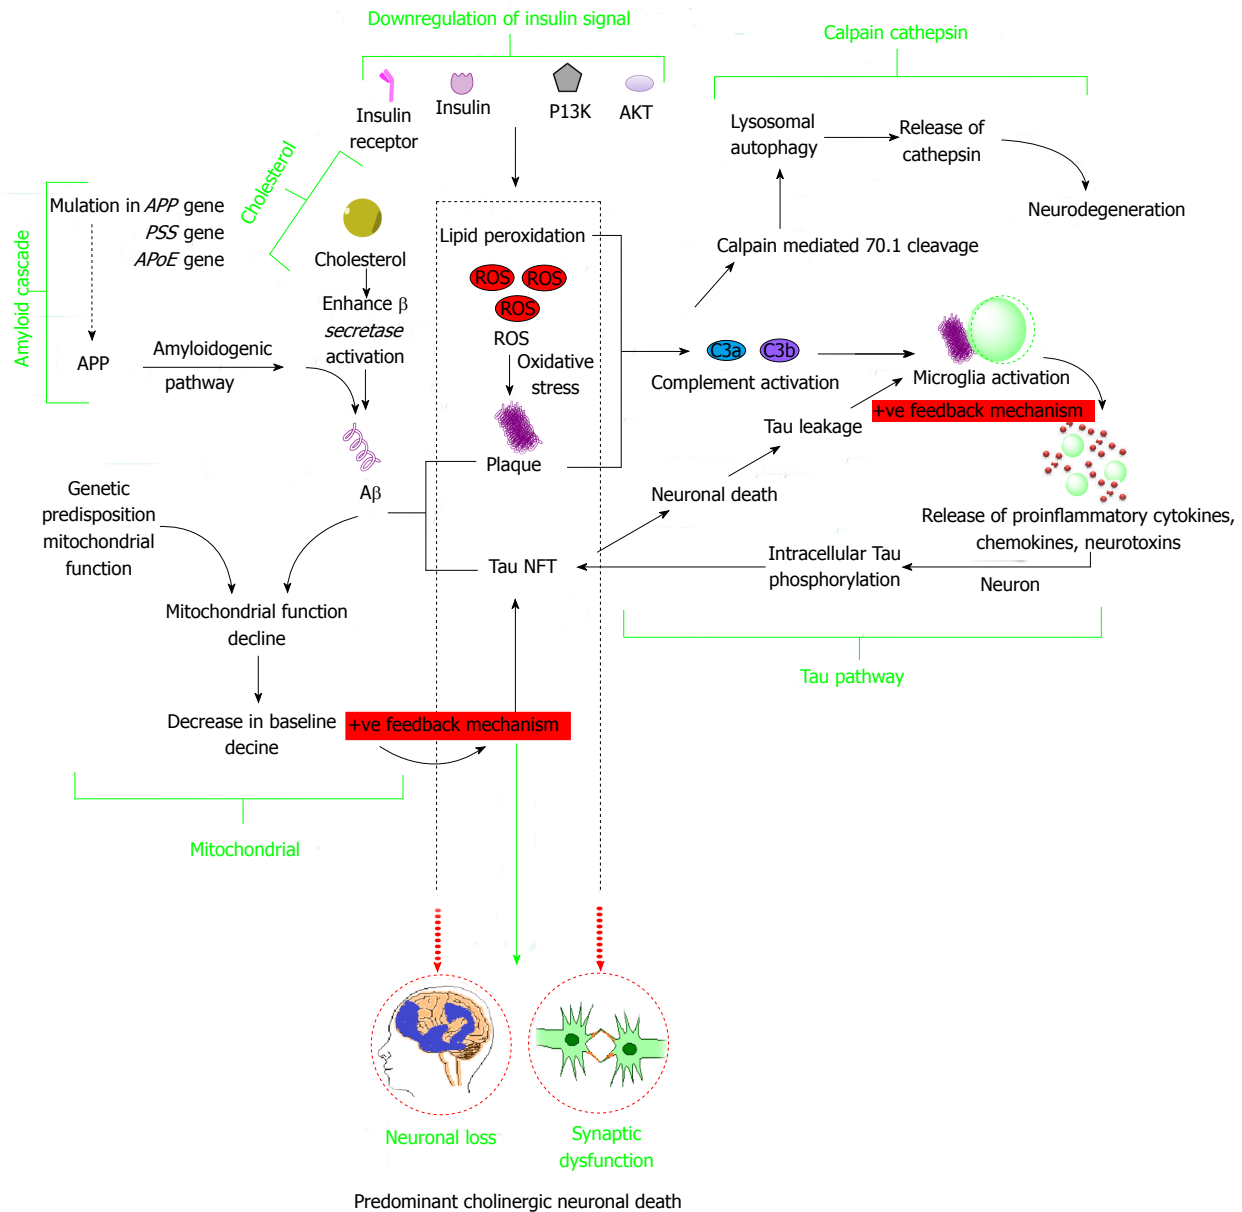 Downregulation of insulin signal
Calpain cathepsin
Insulin
receptor
Insulin
P13K
AKT
Lysosomal
autophagy
Release of
cathepsin
Neurodegeneration
Cholesterol
Amyloid cascade
Mulation in APP gene
PSS gene
APoE gene
Cholesterol
Enhance β
secretase
activation
Lipid peroxidation
ROS
ROS
ROS
ROS
Oxidative
stress
Calpain mediated 70.1 cleavage
APP
Amyloidogenic
pathway
C3a
C3b
Complement activation
Microglia activation
+ve feedback mechanism
Tau leakage
Plaque
Aβ
Neuronal death
Genetic
predisposition
mitochondrial
function
Release of proinflammatory cytokines,
chemokines, neurotoxins
Tau NFT
Intracellular Tau
phosphorylation
Neuron
Mitochondrial function
decline
Tau pathway
Decrease in baseline
decine
+ve feedback mechanism
Mitochondrial
Neuronal loss
Synaptic
dysfunction
Predominant cholinergic neuronal death